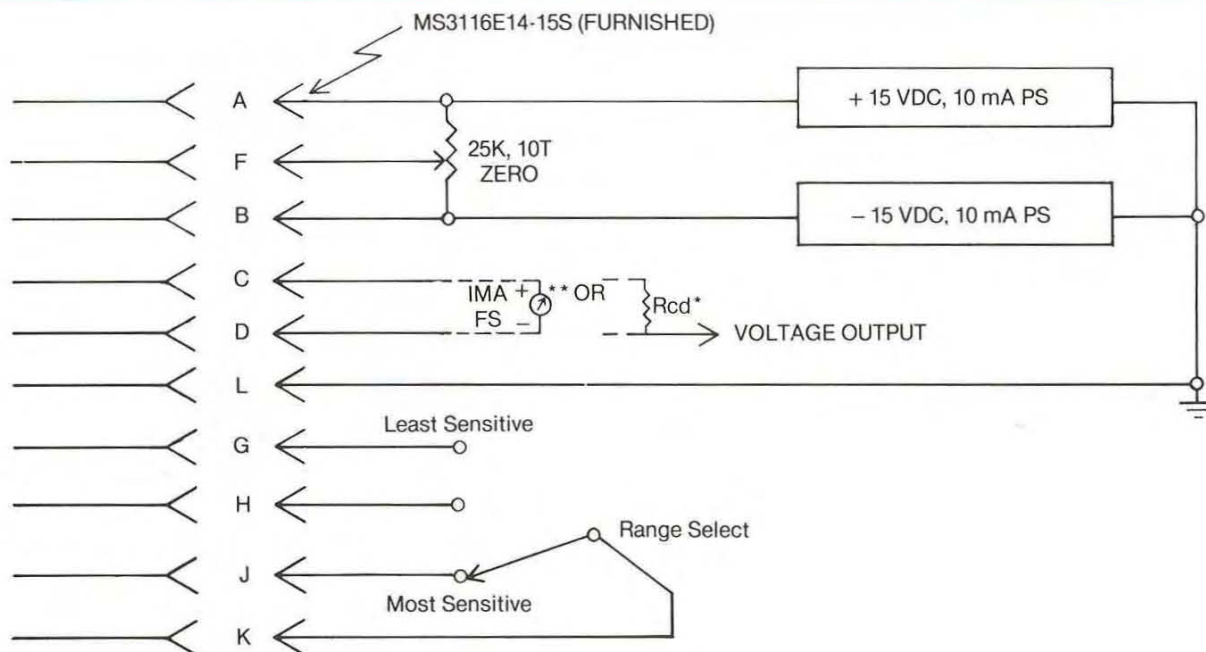 MS3116E14-15S (FURNISHED)
A
+ 15 VDC, 10 mA PS
F
25K, 10T
ZERO
B
− 15 VDC, 10 mA PS
C
IMA + ** OR
FS −
Rcd*
D
VOLTAGE OUTPUT
L
Least Sensitive
G
H
Range Select
J
Most Sensitive
K